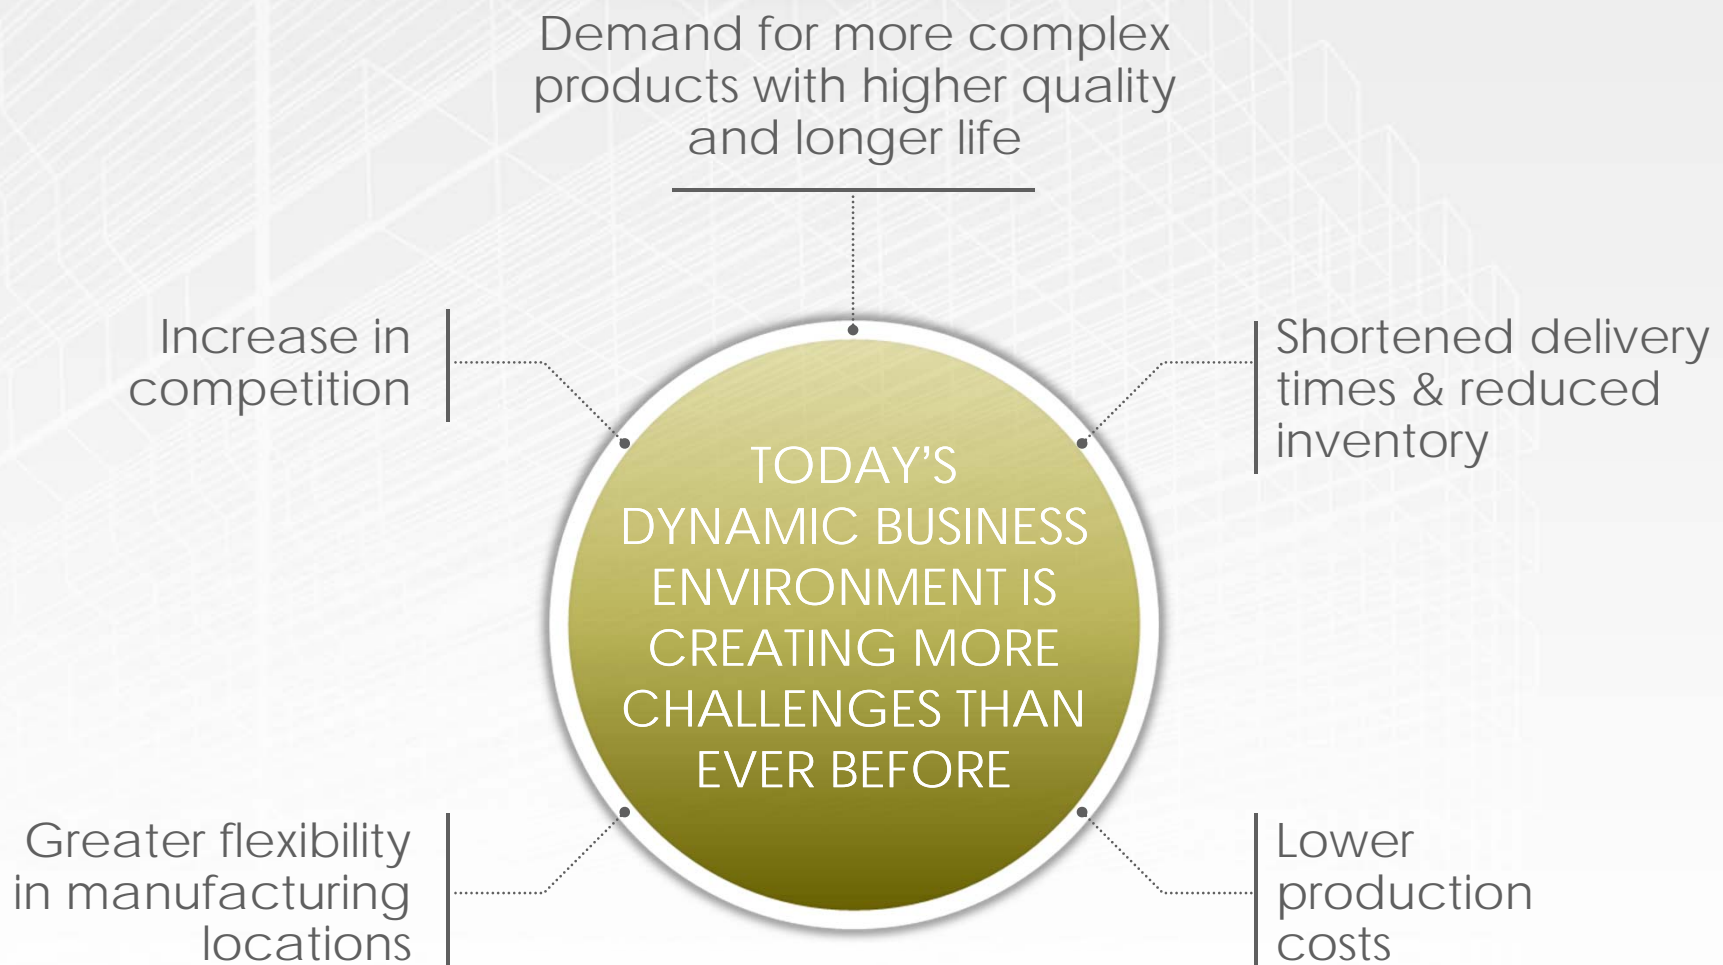 Demand for more complex
products with higher quality
and longer life
Increase in
competition
Shortened delivery
times & reduced
inventory
TODAY’S
DYNAMIC BUSINESS
ENVIRONMENT IS
CREATING MORE
CHALLENGES THAN
EVER BEFORE
Greater flexibility
in manufacturing
locations
Lower
production
costs